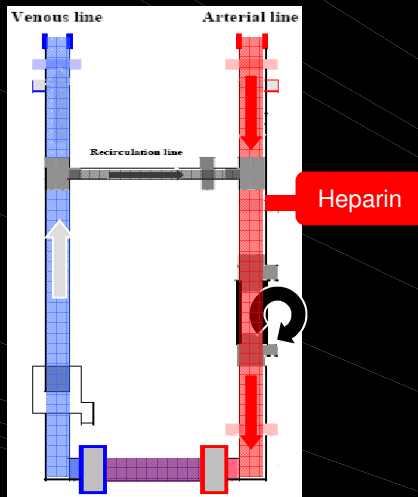 Venous line
Arterial line
Recirculation line
Heparin